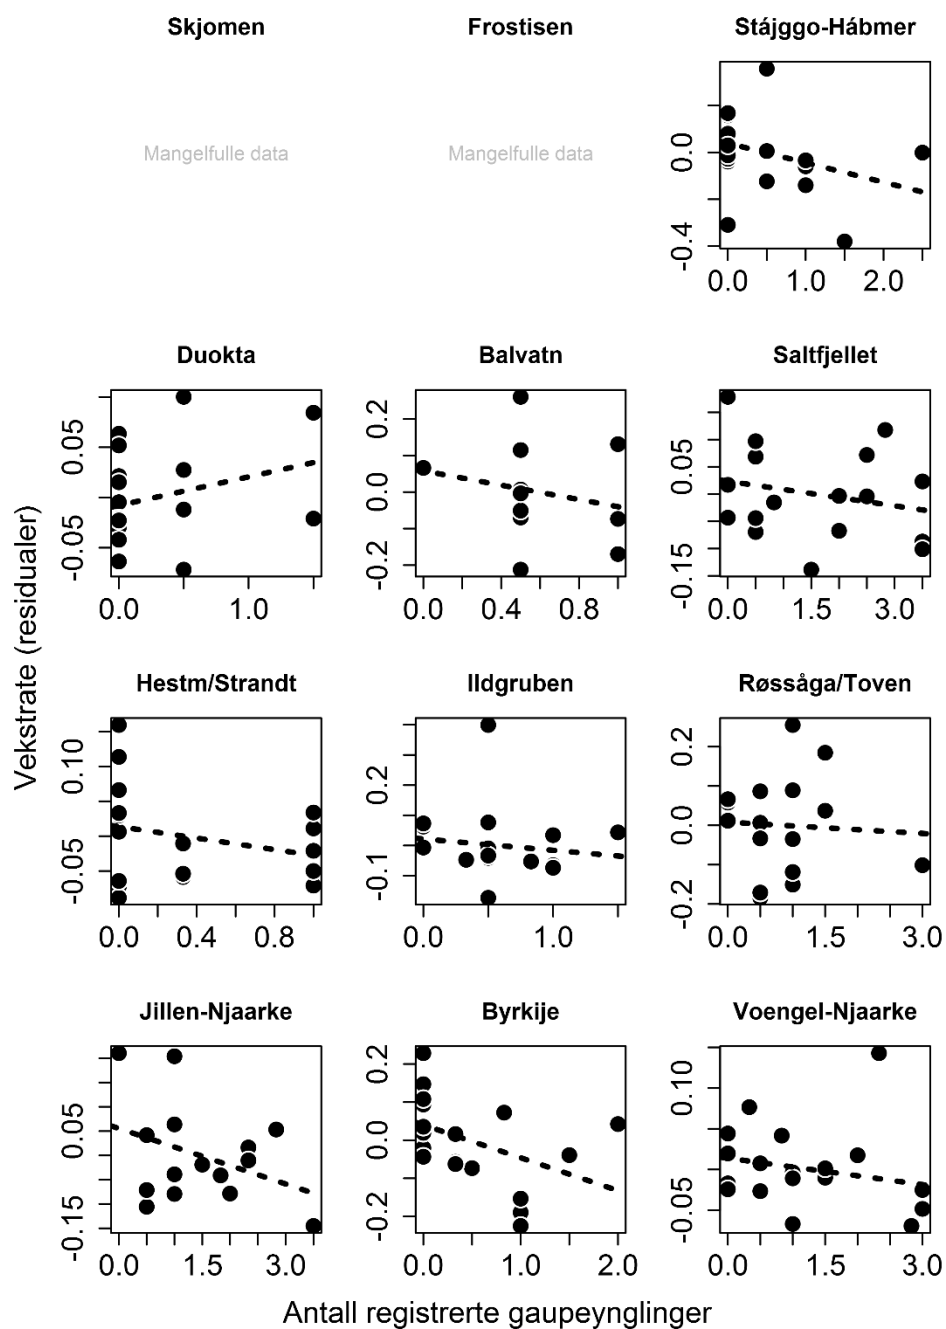 Skjomen
Frostisen
Stájggo-Hábmer
Mangelfulle data
Mangelfulle data
0.0
-0.4
0.0 1.0 2.0
Duokta
Balvatn
Saltfjellet
0.05
-0.05
0.0 1.0
0.2
0.0
-0.2
0.0 0.4 0.8
0.05
-0.15
0.0 1.5 3.0
Vekstrate (residualer)
Hestm/Strandt
Ildgruben
Røssåga/Toven
0.10
-0.05
0.0 0.4 0.8
0.2
-0.1
0.0 1.0
0.2
0.0
-0.2
0.0 1.5 3.0
Jillen-Njaarke
Byrkije
Voengel-Njaarke
0.05
-0.15
0.0 1.5 3.0
0.2
0.0
-0.2
0.0 1.0 2.0
0.10
-0.05
0.0 1.5 3.0
Antall registrerte gaupeynglinger